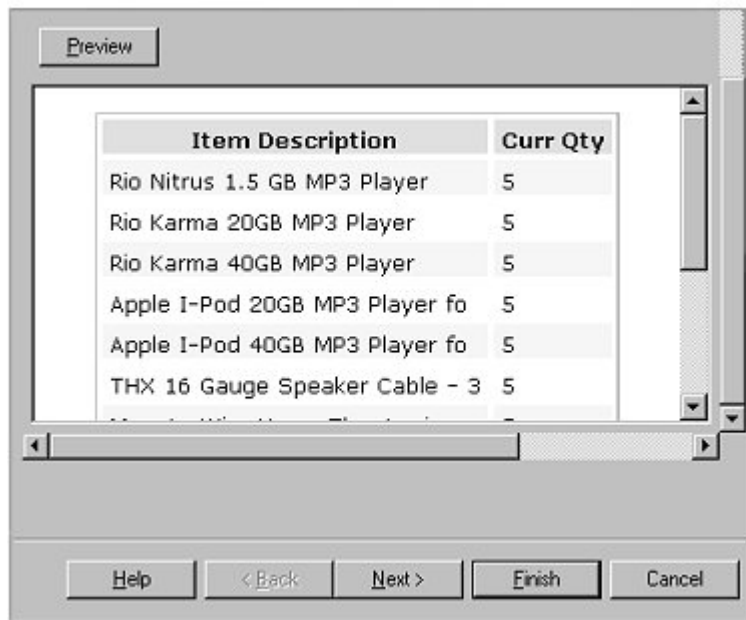 Preview
Item Description Curr Qty
Rio Nitrus 1.5 GB MP3 Player 5
Rio Karma 20GB MP3 Player 5
Rio Karma 40GB MP3 Player 5
Apple I-Pod 20GB MP3 Player fo 5
Apple I-Pod 40GB MP3 Player fo 5
THX 16 Gauge Speaker Cable - 3 5
Help < Back Next > Finish Cancel